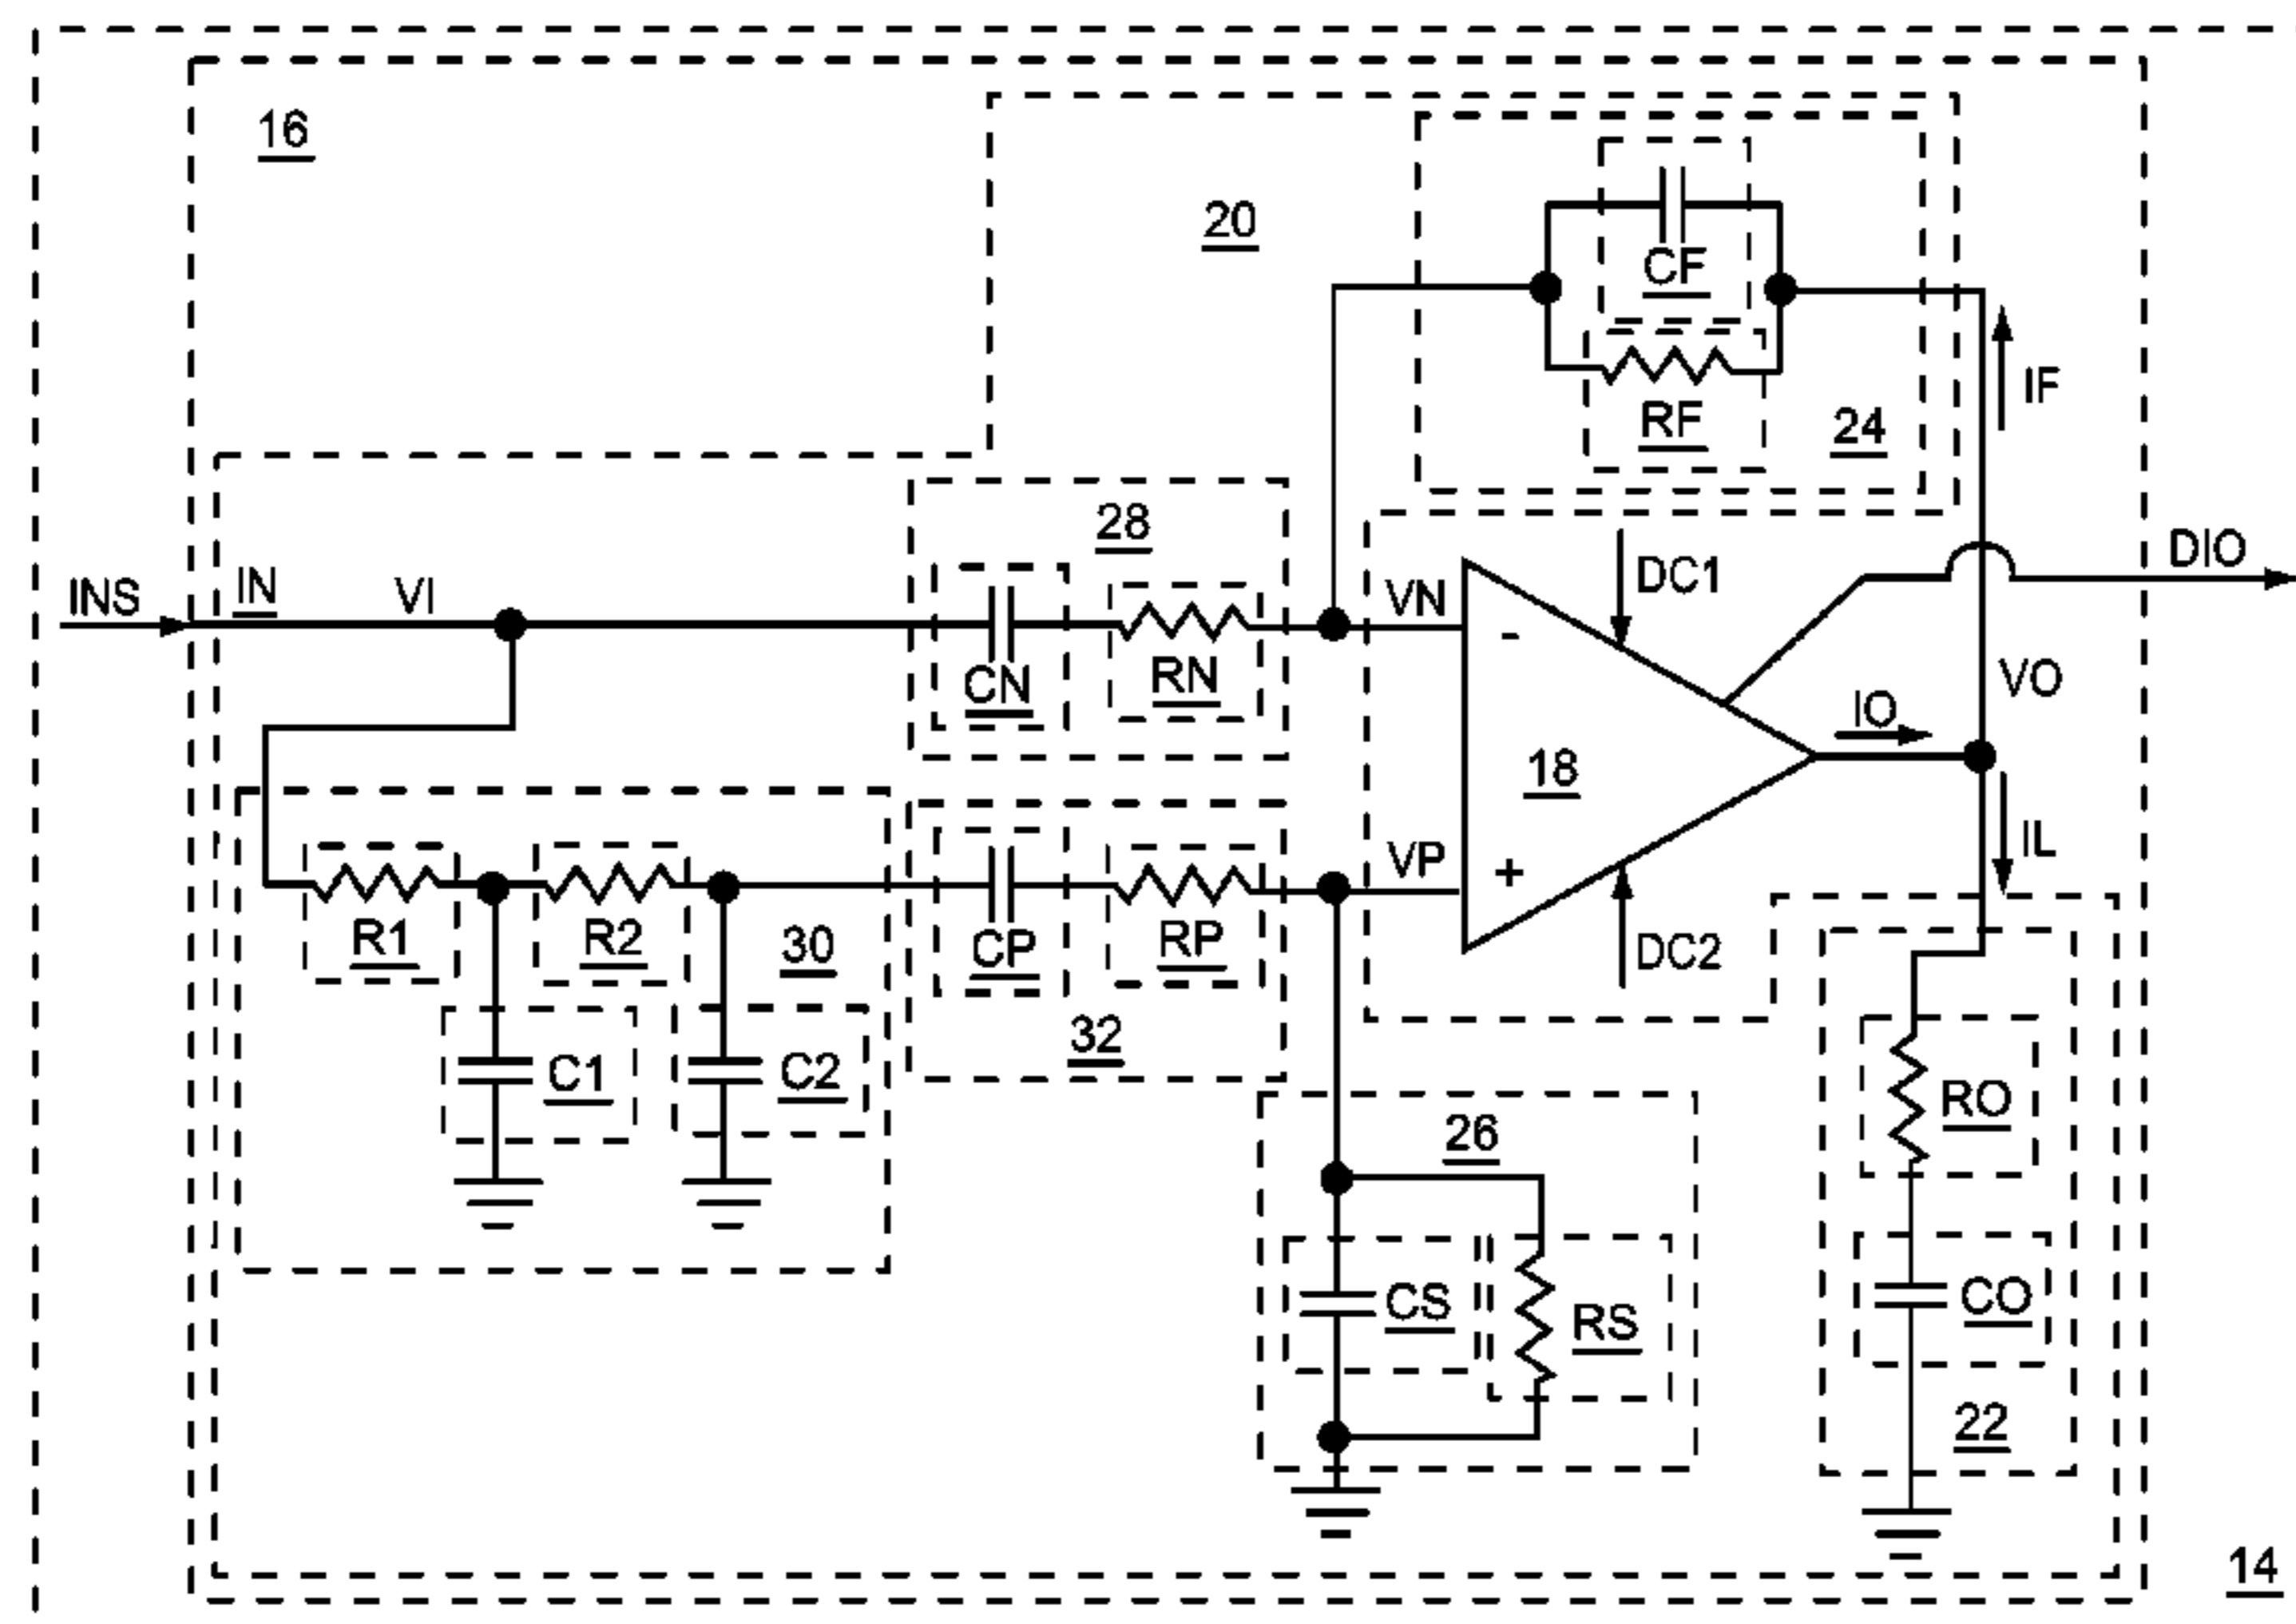 16
20
CF
RF
24
IF
28
INS
IN
VI
CN
RN
VN
-
DC1
DIO
VO
IO
18
VP
+
DC2
IL
R1
R2
30
CP
RP
32
C1
C2
RO
26
CS
RS
CO
22
14